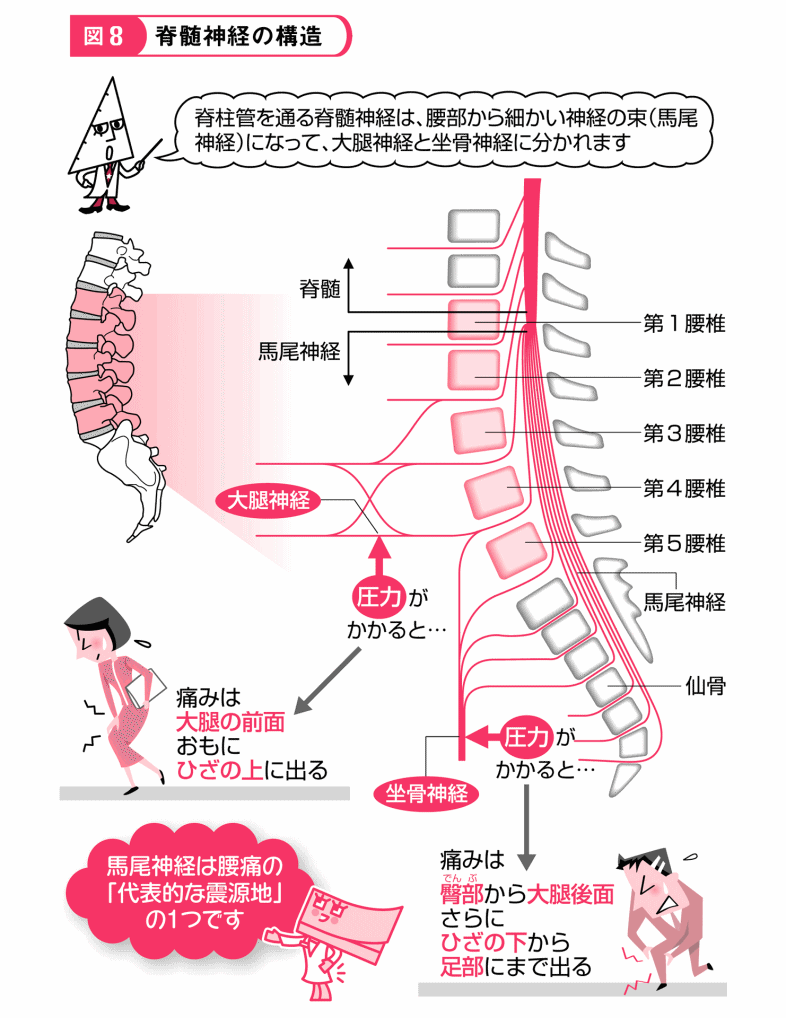 図8 脊髄神経の構造
脊柱管を通る脊髄神経は、腰部から細かい神経の束（馬尾
神経）になって、大腿神経と坐骨神経に分かれます
脊髄
馬尾神経
第1腰椎
第2腰椎
第3腰椎
第4腰椎
第5腰椎
馬尾神経
仙骨
大腿神経
圧力が
かかると…
痛みは
大腿の前面
おもに
ひざの上に出る
圧力が
かかると…
坐骨神経
痛みは
でん ぶ
臀部から大腿後面
さらに
ひざの下から
足部にまで出る
馬尾神経は腰痛の
「代表的な震源地」
の1つです